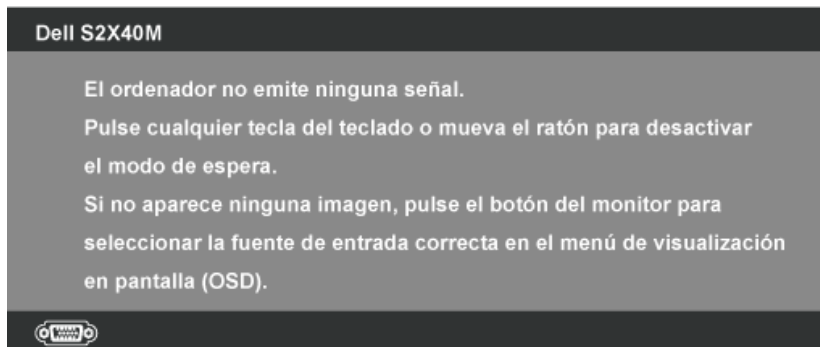 Dell S2X40M
El ordenador no emite ninguna señal.
Pulse cualquier tecla del teclado o mueva el ratón para desactivar
el modo de espera.
Si no aparece ninguna imagen, pulse el botón del monitor para
seleccionar la fuente de entrada correcta en el menú de visualización
en pantalla (OSD).